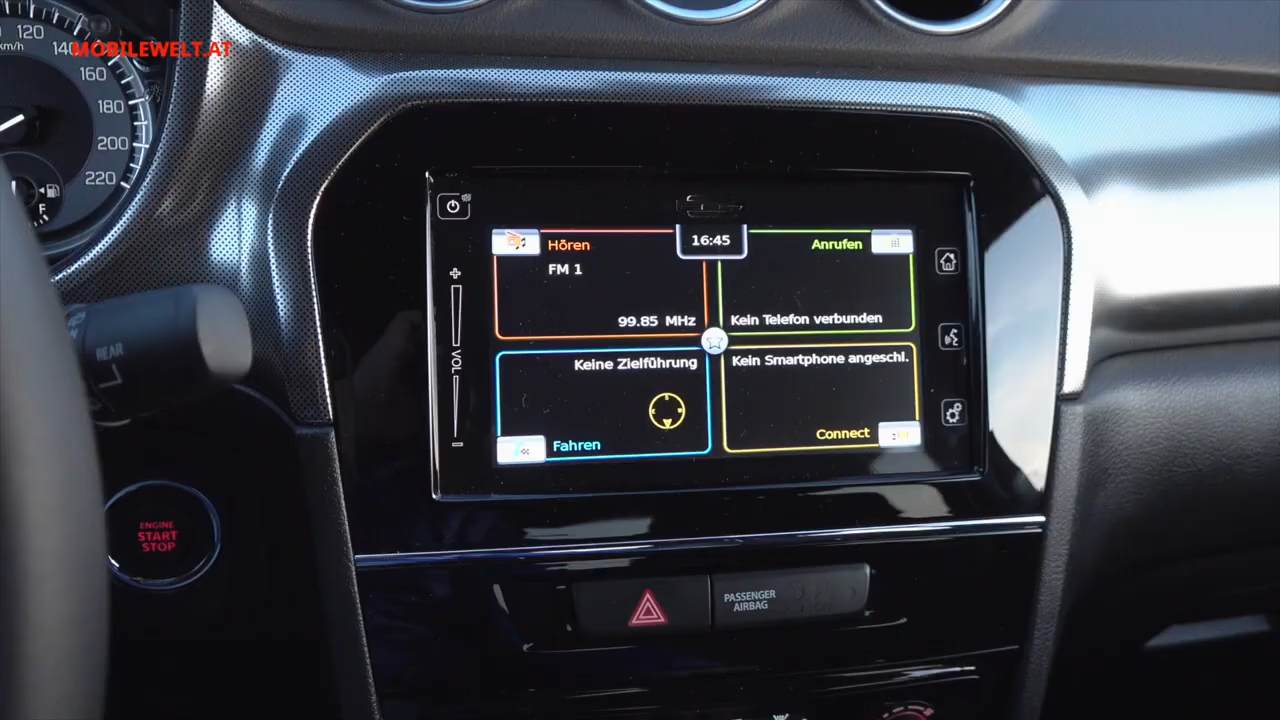 MOBILEWELT.AT
120
km/h
140
160
180
200
220
F
REAR
ENGINE
START
STOP
VOL
Hören
FM 1
99.85 MHz
16:45
Anrufen
Kein Telefon verbunden
Keine Zielführung
Fahren
Kein Smartphone angeschl.
Connect
PASSENGER
AIRBAG